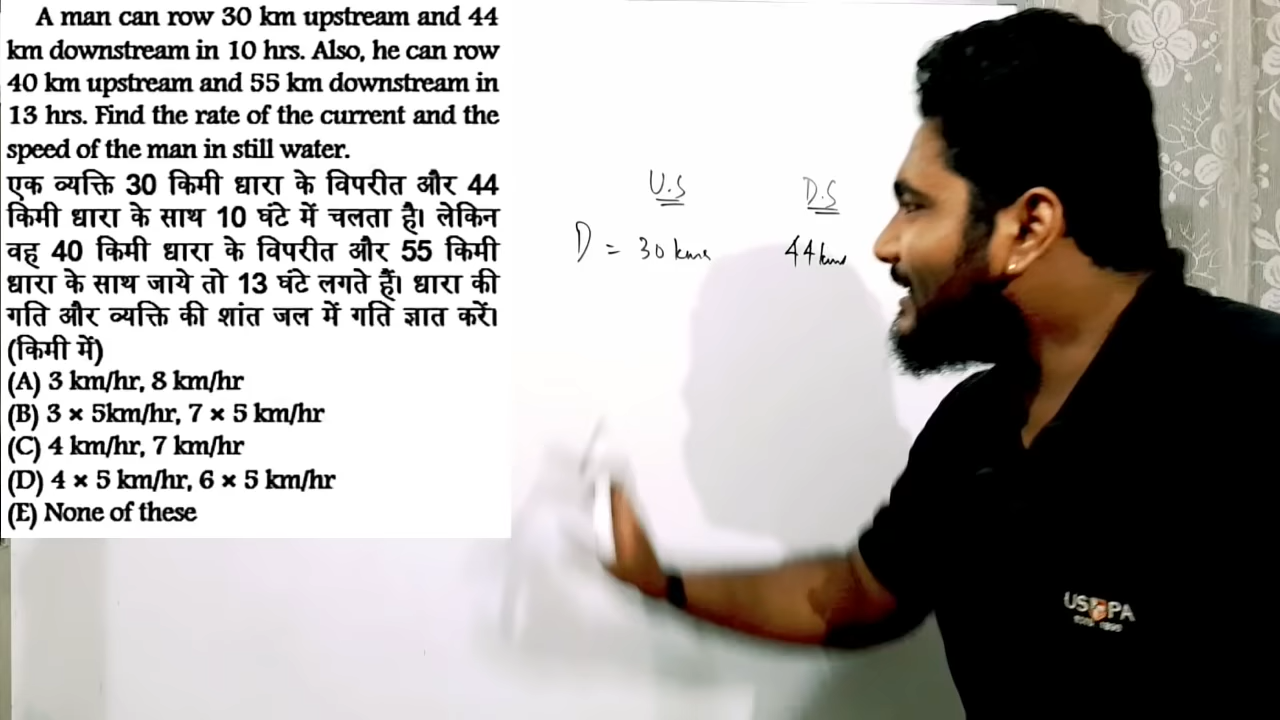 A man can row 30 km upstream and 44
km downstream in 10 hrs. Also, he can row
40 km upstream and 55 km downstream in
13 hrs. Find the rate of the current and the
speed of the man in still water.
एक व्यक्ति 30 किमी धारा के विपरीत और 44
किमी धारा के साथ 10 घंटे में चलता है। लेकिन
वह 40 किमी धारा के विपरीत और 55 किमी
धारा के साथ जाये तो 13 घंटे लगते हैं। धारा की
गति और व्यक्ति की शांत जल में गति ज्ञात करें।
(किमी में)
(A) 3 km/hr, 8 km/hr
(B) 3 × 5km/hr, 7 × 5 km/hr
(C) 4 km/hr, 7 km/hr
(D) 4 × 5 km/hr, 6 × 5 km/hr
(E) None of these
U.S D.S
D = 30 kms 44 kms